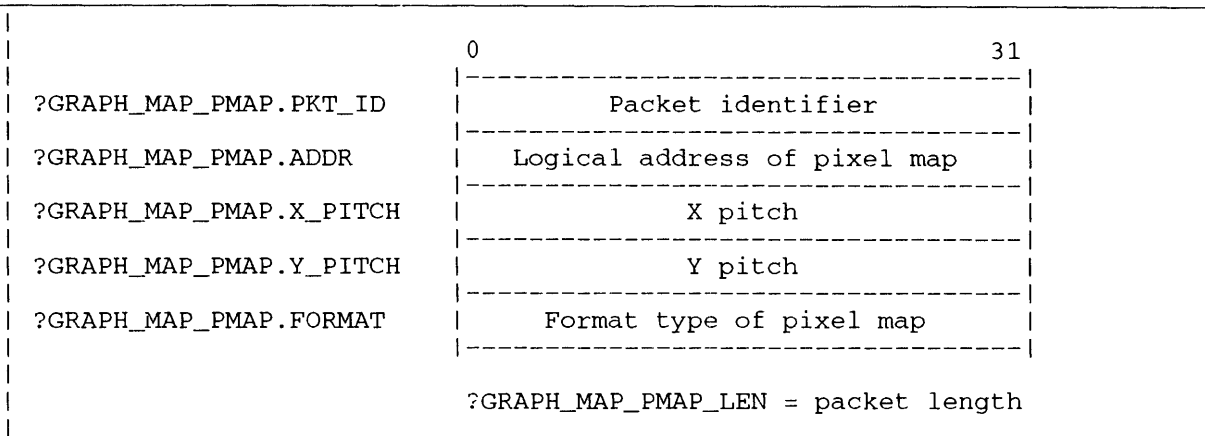 0 31
?GRAPH_MAP_PMAP.PKT_ID Packet identifier
?GRAPH_MAP_PMAP.ADDR Logical address of pixel map
?GRAPH_MAP_PMAP.X_PITCH X pitch
?GRAPH_MAP_PMAP.Y_PITCH Y pitch
?GRAPH_MAP_PMAP.FORMAT Format type of pixel map
?GRAPH_MAP_PMAP_LEN = packet length